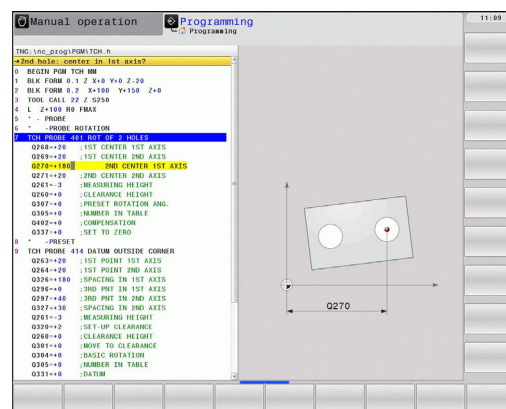 Manual operation
Programming
Programming
11:09
TNC:\nc_prog\PGM\TCH.h
→2nd hole: center in 1st axis?
0 BEGIN PGM TCH MM
1 BLK FORM 0.1 Z X+0 Y+0 Z-20
2 BLK FORM 0.2 X+100 Y+150 Z+0
3 TOOL CALL 22 Z S250
4 L Z+100 R0 FMAX
5 * - PROBE
6 * -PROBE ROTATION
7 TCH PROBE 401 ROT OF 2 HOLES
Q268=+20 ;1ST CENTER 1ST AXIS
Q269=+20 ;1ST CENTER 2ND AXIS
Q270=+180 2ND CENTER 1ST AXIS
Q271=+20 ;2ND CENTER 2ND AXIS
Q261=-3 ;MEASURING HEIGHT
Q260=+0 ;CLEARANCE HEIGHT
Q307=+0 ;PRESET ROTATION ANG.
Q305=+0 ;NUMBER IN TABLE
Q402=+0 ;COMPENSATION
Q337=+0 ;SET TO ZERO
8 * -PRESET
9 TCH PROBE 414 DATUM OUTSIDE CORNER
Q263=+20 ;1ST POINT 1ST AXIS
Q264=+20 ;1ST POINT 2ND AXIS
Q326=+180 ;SPACING IN 1ST AXIS
Q296=+0 ;3RD PNT IN 1ST AXIS
Q297=+40 ;3RD PNT IN 2ND AXIS
Q327=+30 ;SPACING IN 2ND AXIS
Q261=-3 ;MEASURING HEIGHT
Q320=+2 ;SET-UP CLEARANCE
Q260=+0 ;CLEARANCE HEIGHT
Q301=+0 ;MOVE TO CLEARANCE
Q304=+0 ;BASIC ROTATION
Q305=+0 ;NUMBER IN TABLE
Q331=+0 ;DATUM
Q270